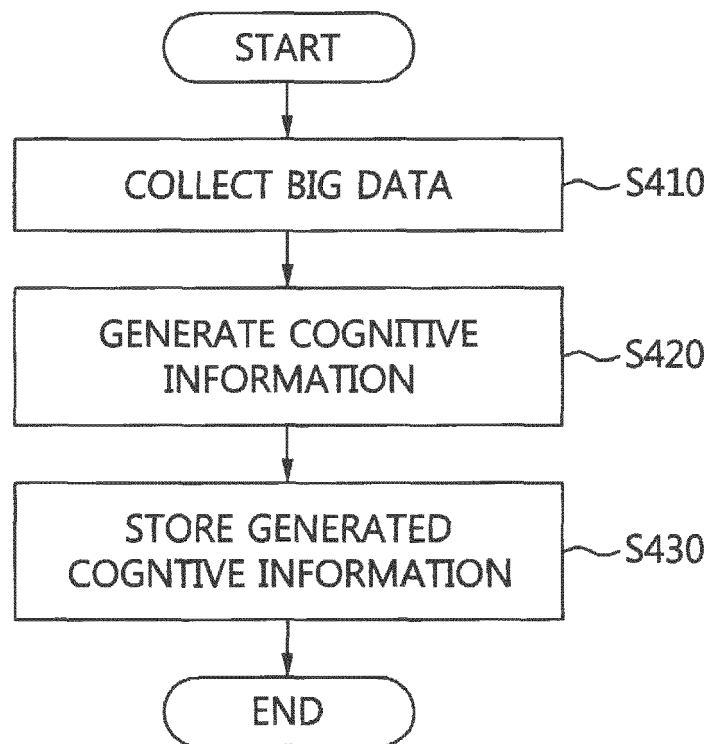 START
COLLECT BIG DATA
S410
GENERATE COGNITIVE
INFORMATION
S420
STORE GENERATED
COGNTIVE INFORMATION
S430
END